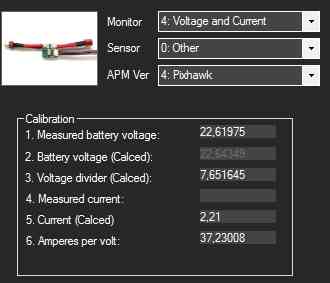 Monitor 4: Voltage and Current
Sensor 0: Other
APM Ver 4: Pixhawk
Calibration
1. Measured battery voltage: 22,61975
2. Battery voltage (Calced): 22,64349
3. Voltage divider (Calced): 7,651645
4. Measured current:
5. Current (Calced) 2,21
6. Amperes per volt: 37,23008